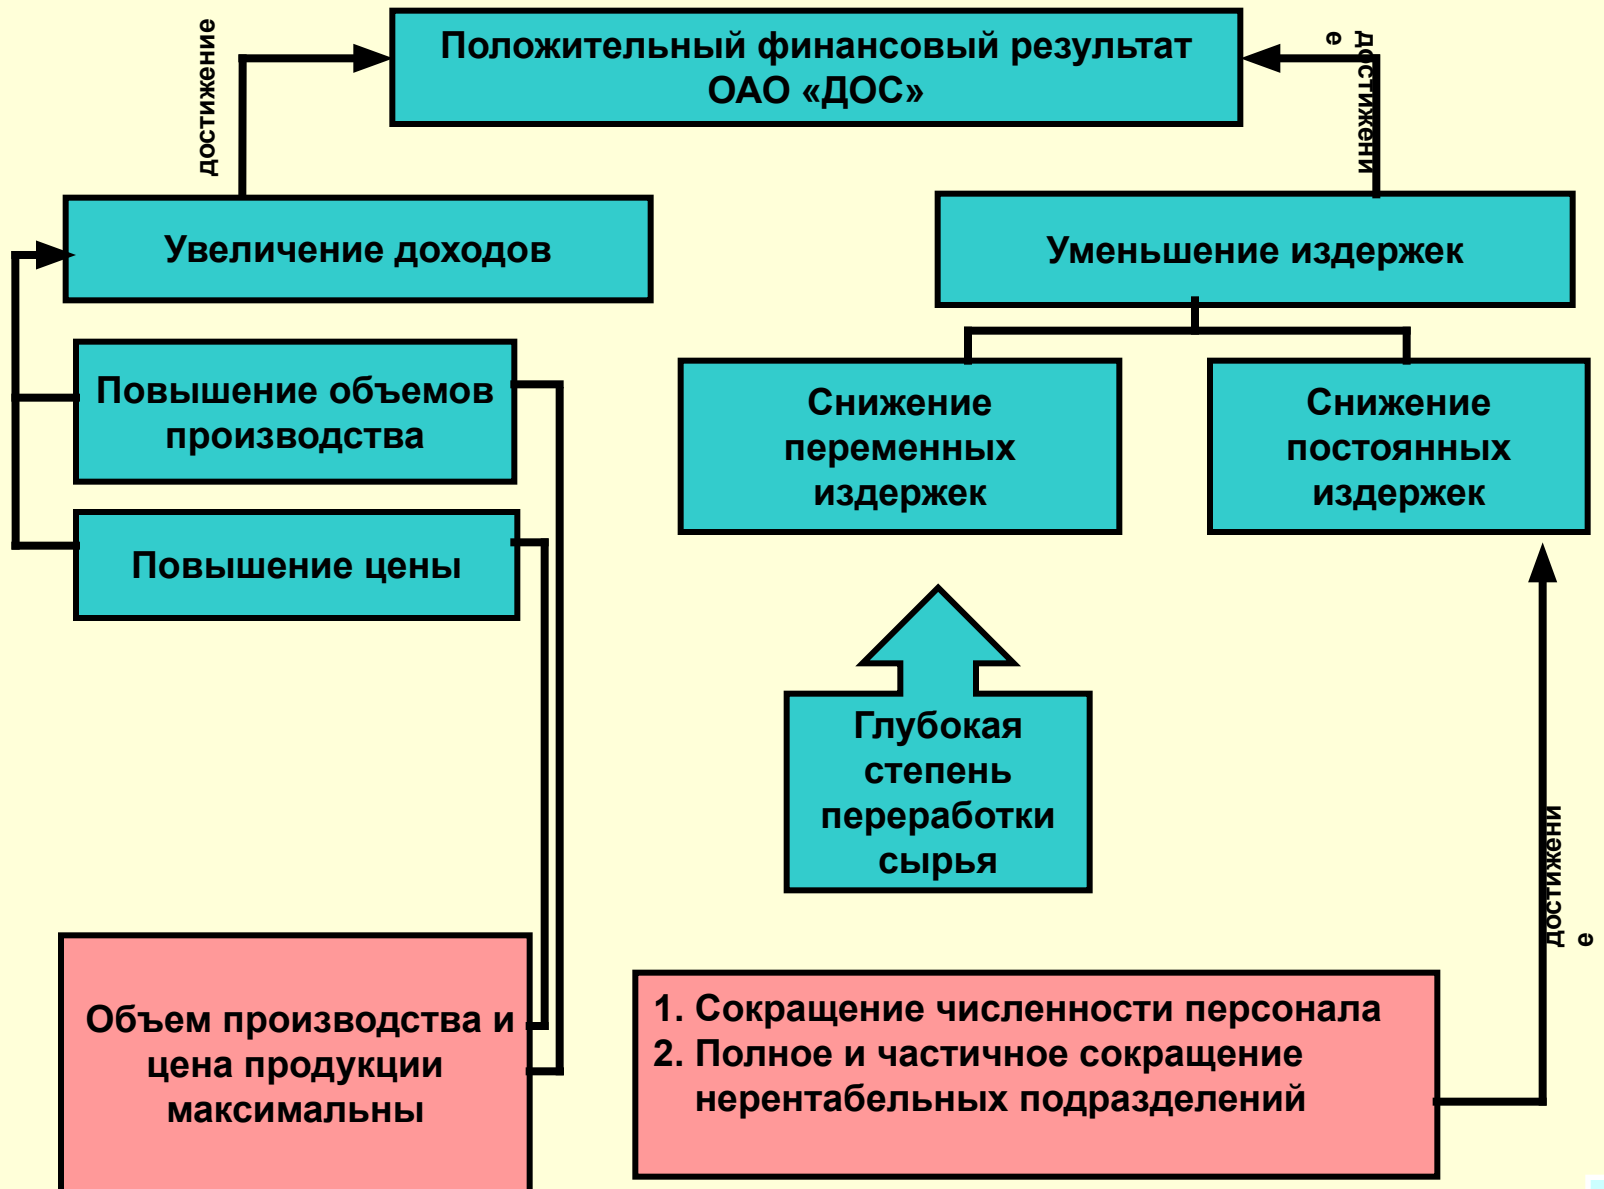 достижение
Положительный финансовый результат
ОАО «ДОС»
достижени
е
Увеличение доходов
Уменьшение издержек
Повышение объемов
производства
Снижение
переменных
издержек
Снижение
постоянных
издержек
Повышение цены
Глубокая
степень
переработки
сырья
достижени
е
Объем производства и
цена продукции
максимальны
1. Сокращение численности персонала
2. Полное и частичное сокращение
нерентабельных подразделений